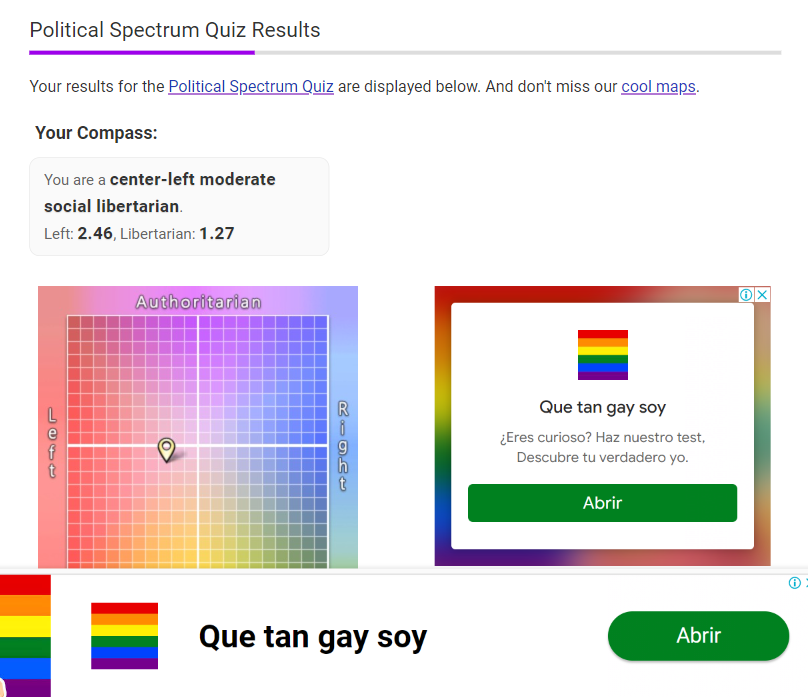 Political Spectrum Quiz Results
Your results for the Political Spectrum Quiz are displayed below. And don't miss our cool maps.
Your Compass:
You are a center-left moderate
social libertarian.
Left: 2.46, Libertarian: 1.27
Authoritarian
Left
Right
Que tan gay soy
¿Eres curioso? Haz nuestro test,
Descubre tu verdadero yo.
Abrir
Que tan gay soy
Abrir